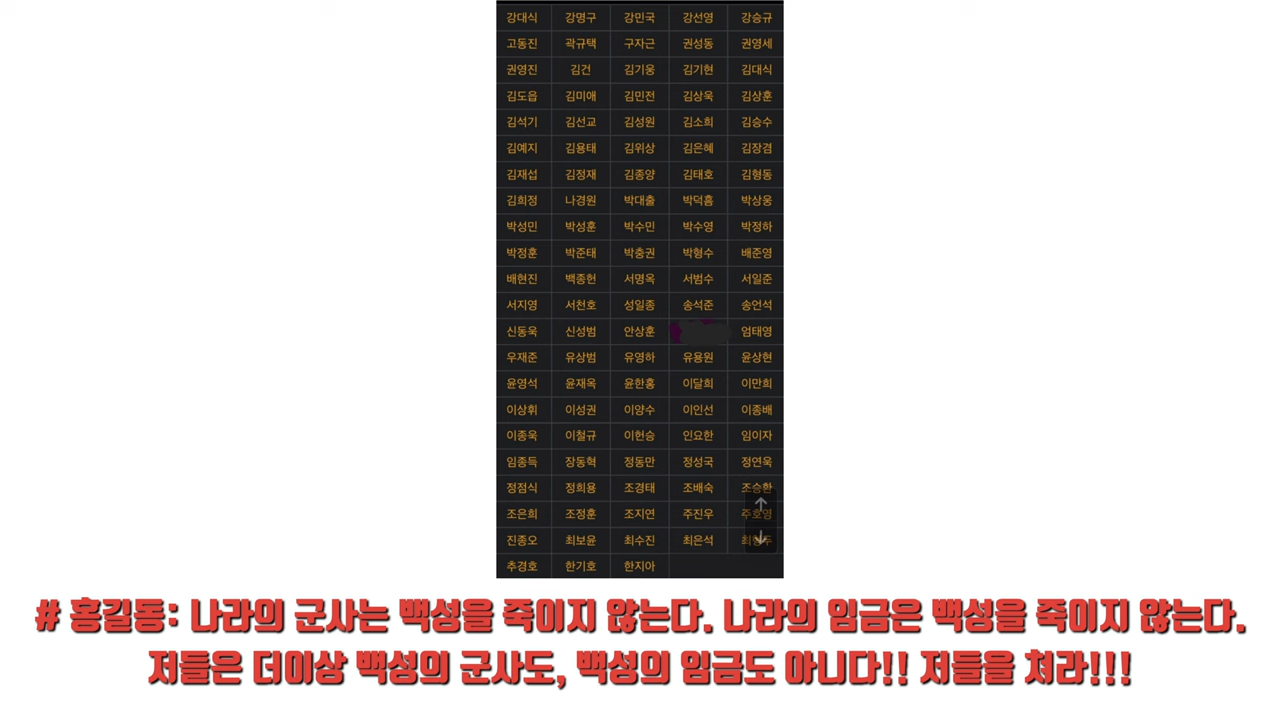 강대식 강명구 강민국 강선영 강승규
고동진 곽규택 구자근 권성동 권영세
권영진 김건 김기웅 김기현 김대식
김도읍 김미애 김민전 김상욱 김상훈
김석기 김선교 김성원 김소희 김승수
김예지 김용태 김위상 김은혜 김장겸
김재섭 김정재 김종양 김태호 김형동
김희정 나경원 박대출 박덕흠 박상웅
박성민 박성훈 박수민 박수영 박정하
박정훈 박준태 박충권 박형수 배준영
배현진 백종헌 서명옥 서범수 서일준
서지영 서천호 성일종 송석준 송언석
신동욱 신성범 안상훈 엄태영
우재준 유상범 유영하 유용원 윤상현
윤영석 윤재옥 윤한홍 이달희 이만희
이상휘 이성권 이양수 이인선 이종배
이종욱 이철규 이헌승 인요한 임이자
임종득 장동혁 정동만 정성국 정연욱
정점식 정희용 조경태 조배숙 조승환
조은희 조정훈 조지연 주진우 주호영
진종오 최보윤 최수진 최은석 최형두
추경호 한기호 한지아
# 홍길동: 나라의 군사는 백성을 죽이지 않는다. 나라의 임금은 백성을 죽이지 않는다.
저들은 더이상 백성의 군사도, 백성의 임금도 아니다!! 저들을 쳐라!!!